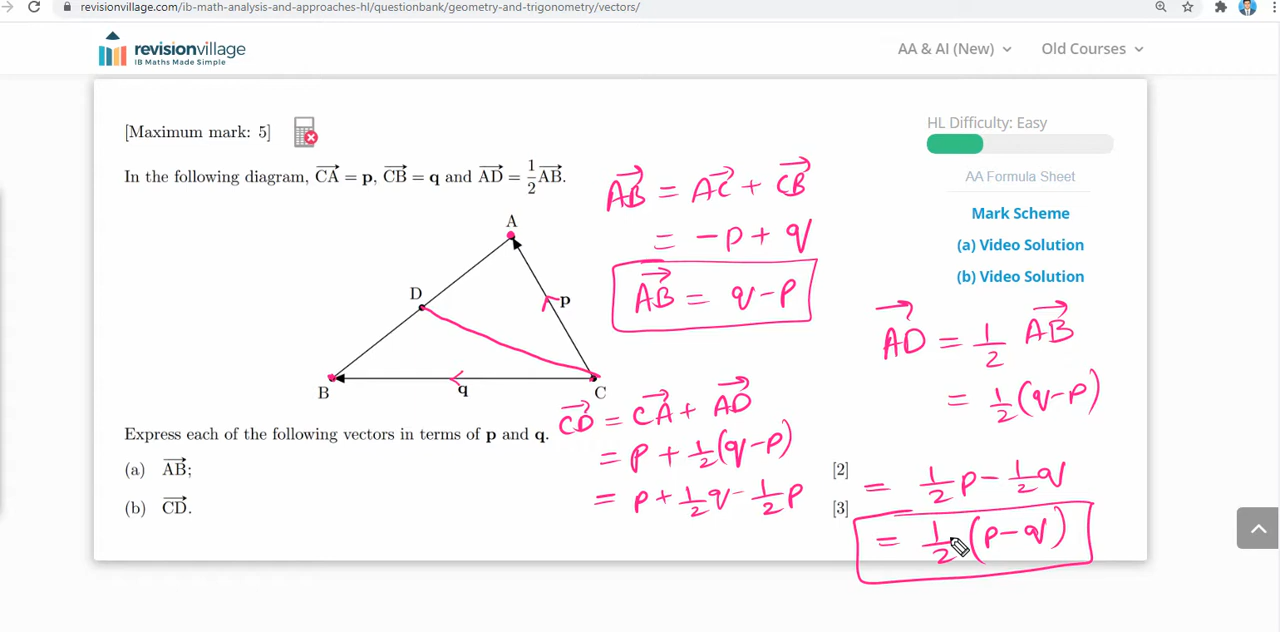 revisionvillage.com/ib-math-analysis-and-approaches-hl/questionbank/geometry-and-trigonometry/vectors/
revisionvillage
IB Maths Made Simple
AA & AI (New)
Old Courses
[Maximum mark: 5]
HL Difficulty: Easy
In the following diagram, CA→ = p, CB→ = q and AD→ = 1/2 AB→.
AA Formula Sheet
Mark Scheme
(a) Video Solution
(b) Video Solution
A
D
p
B
q
C
AB→ = AC→ + CB→
= -p + q
AB→ = q - p
AD→ = 1/2 AB→
= 1/2 (q - p)
CD→ = CA→ + AD→
= p + 1/2 (q - p)
= p + 1/2 q - 1/2 p
= 1/2 p - 1/2 q
= 1/2 (p - q)
Express each of the following vectors in terms of p and q.
(a) AB→; [2]
(b) CD→. [3]